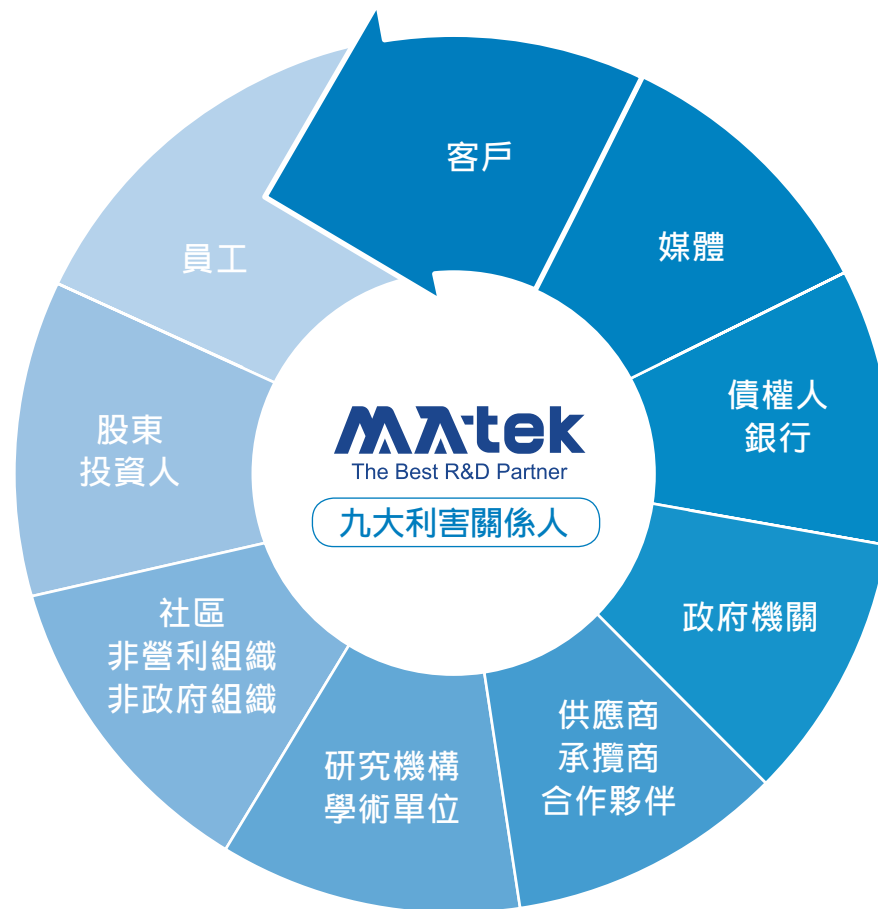 客戶
媒體
債權人
銀行
政府機關
供應商
承攬商
合作夥伴
研究機構
學術單位
社區
非營利組織
非政府組織
股東
投資人
員工
MA-tek
The Best R&D Partner
九大利害關係人